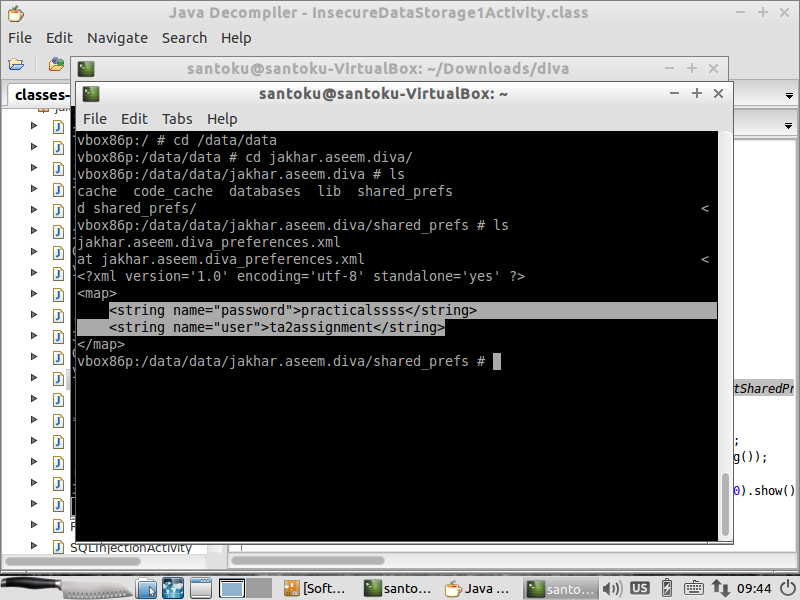 Java Decompiler - InsecureDataStorage1Activity.class
File Edit Navigate Search Help
santoku@santoku-VirtualBox: ~/Downloads/diva
classes-
santoku@santoku-VirtualBox: ~
File Edit Tabs Help
vbox86p:/ # cd /data/data
vbox86p:/data/data # cd jakhar.aseem.diva/
vbox86p:/data/data/jakhar.aseem.diva # ls
cache code_cache databases lib shared_prefs
d shared_prefs/ <
vbox86p:/data/data/jakhar.aseem.diva/shared_prefs # ls
jakhar.aseem.diva_preferences.xml
at jakhar.aseem.diva_preferences.xml <
<?xml version='1.0' encoding='utf-8' standalone='yes' ?>
<map>
<string name="password">practicalssss</string>
<string name="user">ta2assignment</string>
</map>
vbox86p:/data/data/jakhar.aseem.diva/shared_prefs #
tSharedPr
;
g());
0).show()
SQLInjectionActivity
[Soft... santo... Java ... santo... US 09:44